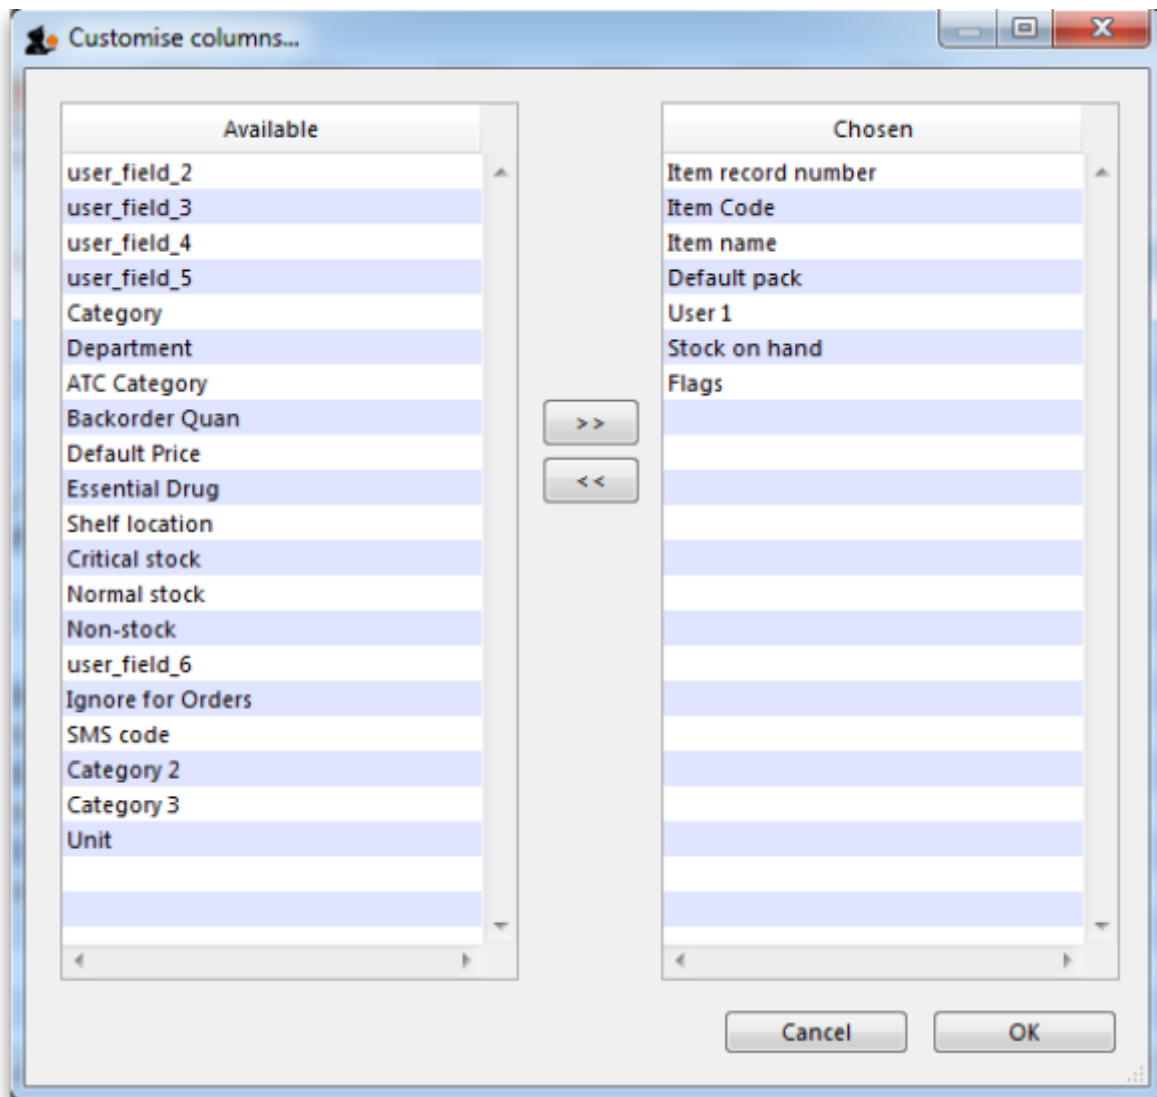 Customise columns...
Available
user_field_2
user_field_3
user_field_4
user_field_5
Category
Department
ATC Category
Backorder Quan
Default Price
Essential Drug
Shelf location
Critical stock
Normal stock
Non-stock
user_field_6
Ignore for Orders
SMS code
Category 2
Category 3
Unit
>>
<<
Chosen
Item record number
Item Code
Item name
Default pack
User 1
Stock on hand
Flags
Cancel
OK